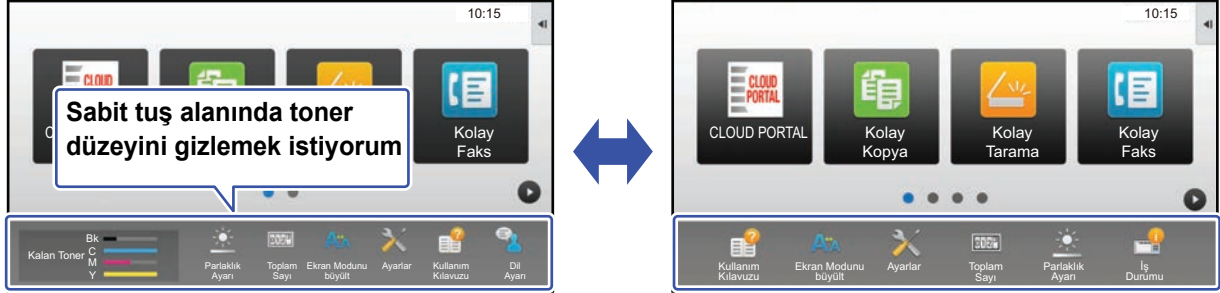 10:15
CLOUD
Sabit tuş alanında toner
düzeyini gizlemek istiyorum
Kolay
Faks
Bk
C
Kalan Toner
M
Y
Parlaklık
Ayarı
Toplam
Sayı
Ekran Modunu
büyült
Ayarlar
Kullanım
Kılavuzu
Dil
Ayarı
10:15
CLOUD
PORTAL
CLOUD PORTAL
Kolay
Kopya
Kolay
Tarama
Kolay
Faks
Kullanım
Kılavuzu
Ekran Modunu
büyült
Ayarlar
Toplam
Sayı
Parlaklık
Ayarı
İş
Durumu